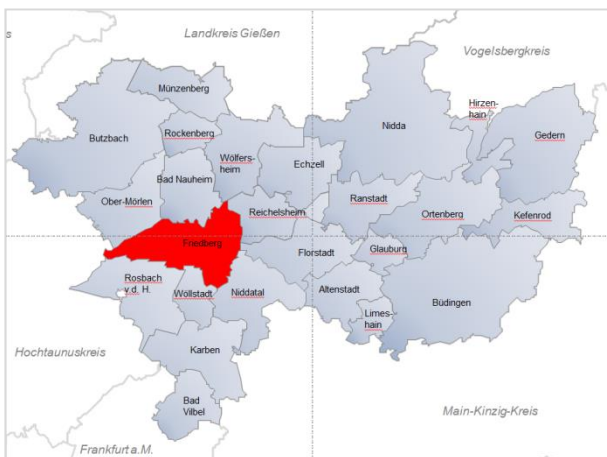 Landkreis Gießen
Vogelsbergkreis
Münzenberg
Hirzen-
hain
Butzbach
Rockenberg
Nidda
Gedern
Wölfers-
heim
Echzell
Bad Nauheim
Ober-Mörlen
Ranstadt
Reichelsheim
Ortenberg
Kefenrod
Friedberg
Florstadt
Glauburg
Rosbach
v.d. H.
Wöllstadt
Niddatal
Altenstadt
Büdingen
Limes-
hain
Hochtaunuskreis
Karben
Bad
Vilbel
Main-Kinzig-Kreis
Frankfurt a.M.